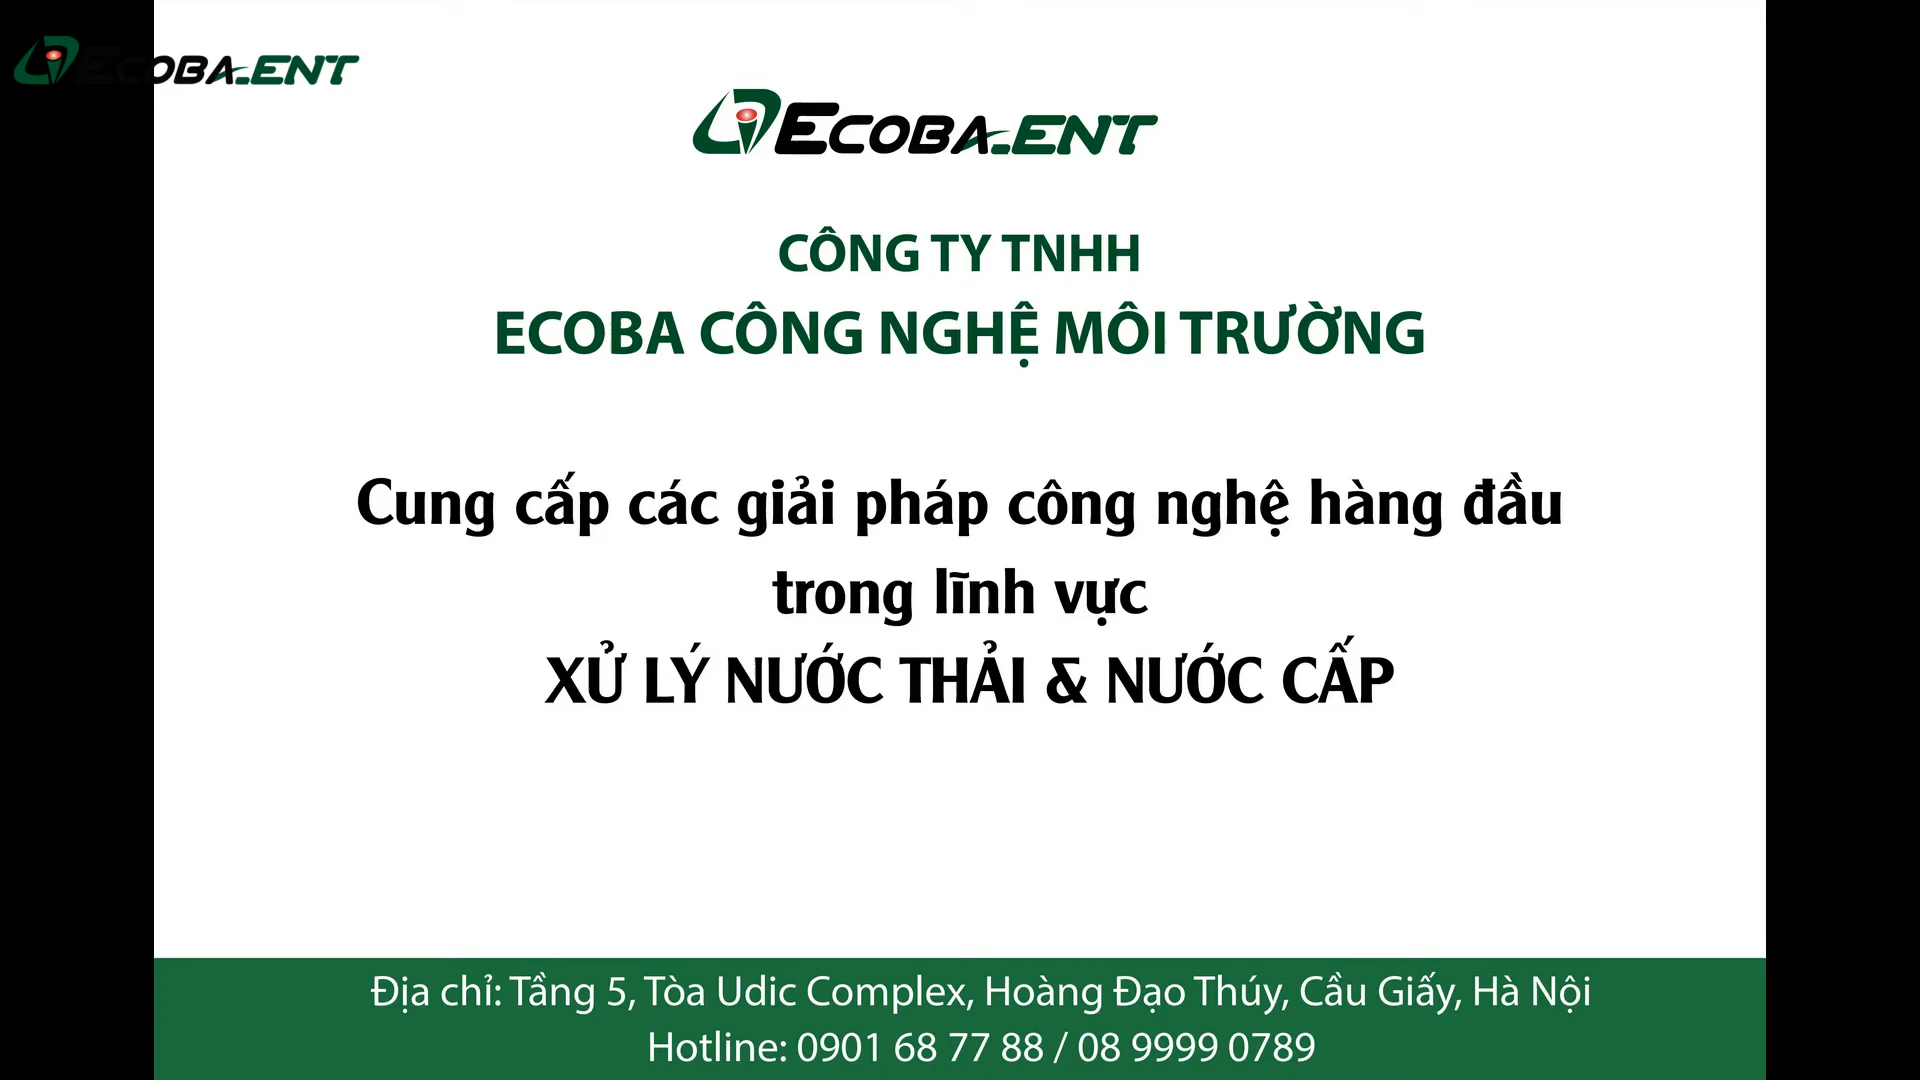 ECOBA.ENT
ECOBA.ENT
CÔNG TY TNHH
ECOBA CÔNG NGHỆ MÔI TRƯỜNG
Cung cấp các giải pháp công nghệ hàng đầu
trong lĩnh vực
XỬ LÝ NƯỚC THẢI & NƯỚC CẤP
Địa chỉ: Tầng 5, Tòa Udic Complex, Hoàng Đạo Thúy, Cầu Giấy, Hà Nội
Hotline: 0901 68 77 88 / 08 9999 0789